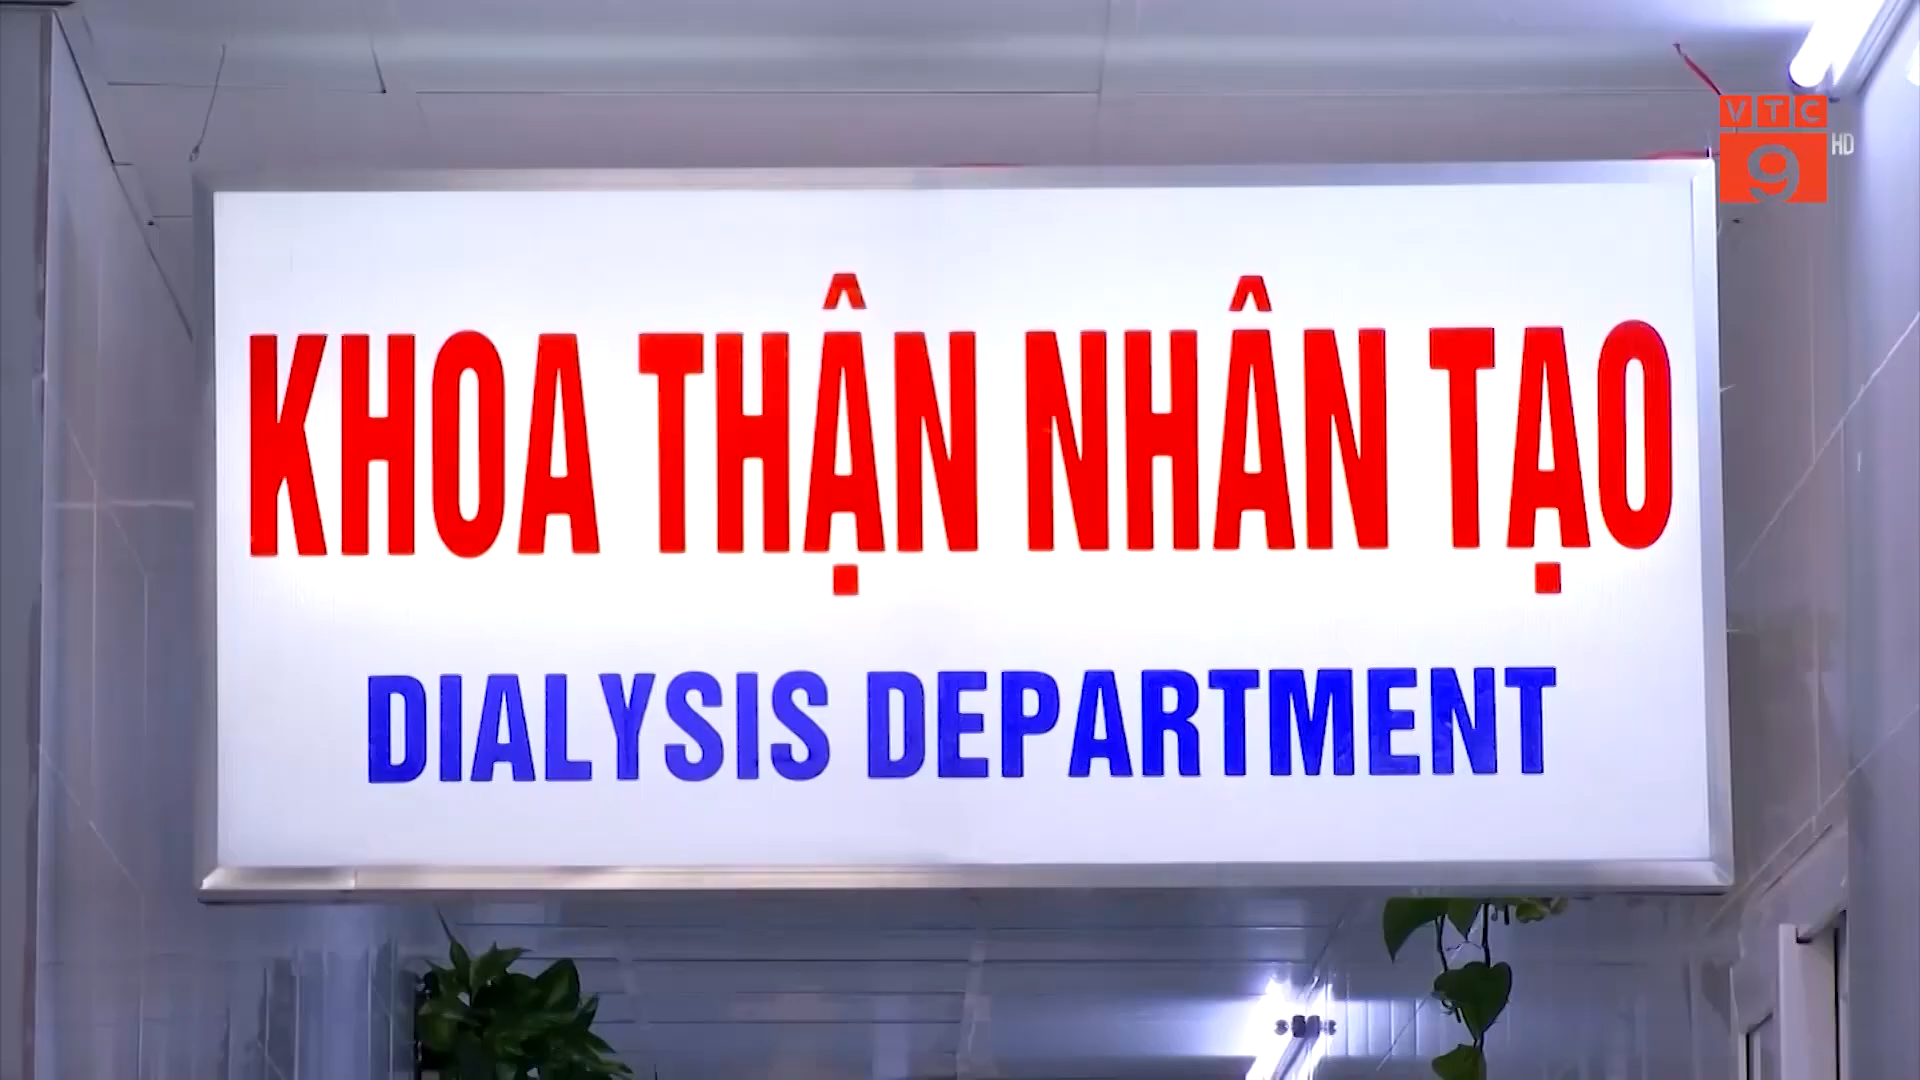 VTC
9 HD
KHOA THẬN NHÂN TẠO
DIALYSIS DEPARTMENT